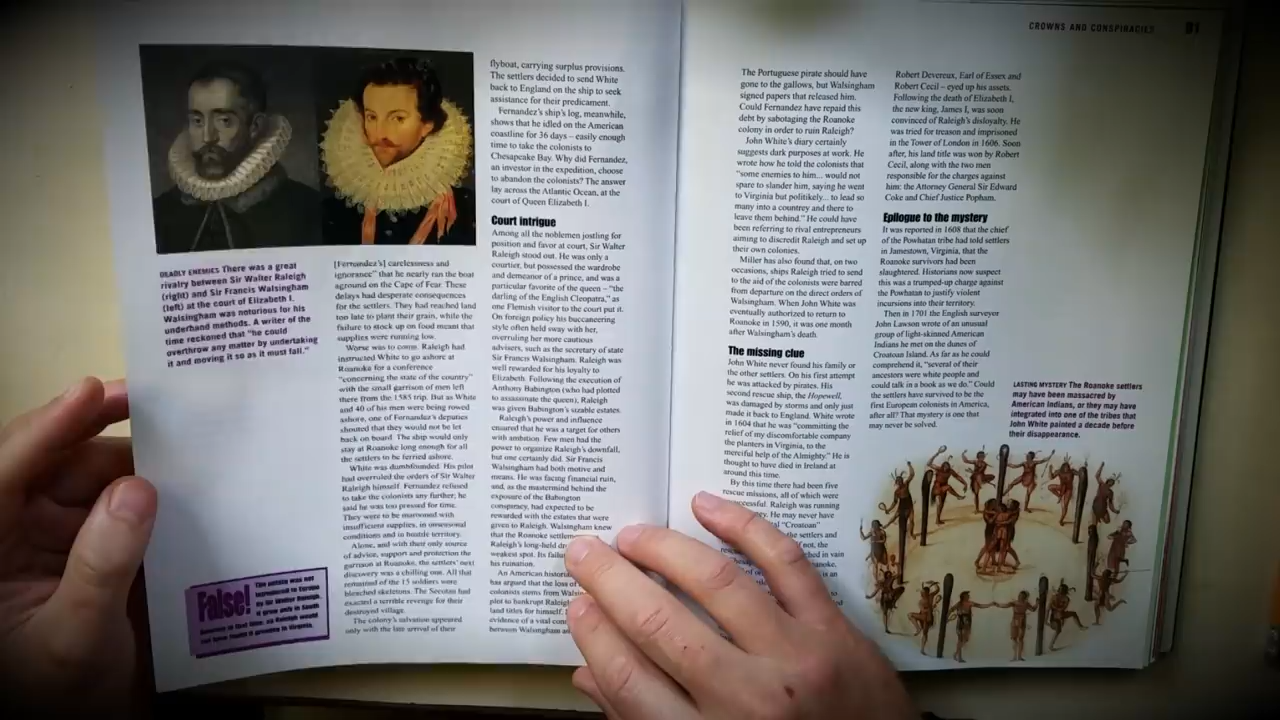 DEADLY ENEMIES There was a great
rivalry between Sir Walter Raleigh
(right) and Sir Francis Walsingham
(left) at the court of Elizabeth I.
Walsingham was notorious for his
underhand methods. A writer of the
time reckoned that "he could
overthrow any matter by undertaking
it and moving it so as it must fall."
False!
[Fernandez's] carelessness and
ignorance" that he nearly ran the boat
aground on the Cape of Fear. These
delays had desperate consequences
for the settlers. They had reached land
too late to plant their grain, while the
failure to stock up on food meant that
supplies were running low.
Worse was to come. Raleigh had
instructed White to go ashore at
Roanoke for a conference
"concerning the state of the country"
with the small garrison of men left
there from the 1585 trip. But as White
and 40 of his men were being rowed
ashore, one of Fernandez's deputies
shouted that they would not be let
back on board. The ship would only
stay at Roanoke long enough for all
the settlers to be ferried ashore.
White was dumbfounded. His pilot
had overruled the orders of Sir Walter
Raleigh himself. Fernandez refused
to take the colonists any further; he
said he was too pressed for time.
They were to be marooned with
insufficient supplies, in unseasonal
conditions and in hostile territory.
Alone, and with their only source
of advice, support and protection the
garrison at Roanoke, the settlers' next
discovery was a chilling one. All that
remained of the 15 soldiers were
bleached skeletons. The Secotan had
exacted a terrible revenge for their
destroyed village.
The colony's salvation appeared
only with the late arrival of their
flyboat, carrying surplus provisions.
The settlers decided to send White
back to England on the ship to seek
assistance for their predicament.
Fernandez's ship's log, meanwhile,
shows that he idled on the American
coastline for 36 days – easily enough
time to take the colonists to
Chesapeake Bay. Why did Fernandez,
an investor in the expedition, choose
to abandon the colonists? The answer
lay across the Atlantic Ocean, at the
court of Queen Elizabeth I.
Court intrigue
Among all the noblemen jostling for
position and favor at court, Sir Walter
Raleigh stood out. He was only a
courtier, but possessed the wardrobe
and demeanor of a prince, and was a
particular favorite of the queen – "the
darling of the English Cleopatra," as
one Flemish visitor to the court put it.
On foreign policy his buccaneering
style often held sway with her,
overruling her more cautious
advisers, such as the secretary of state
Sir Francis Walsingham. Raleigh was
well rewarded for his loyalty to
Elizabeth. Following the execution of
Anthony Babington (who had plotted
to assassinate the queen), Raleigh
was given Babington's sizable estates.
Raleigh's power and influence
ensured that he was a target for others
with ambition. Few men had the
power to organize Raleigh's downfall,
but one certainly did. Sir Francis
Walsingham had both motive and
means. He was facing financial ruin,
and, as the mastermind behind the
exposure of the Babington
conspiracy, had expected to be
rewarded with the estates that were
given to Raleigh. Walsingham knew
that the Roanoke
Raleigh's long-held
weakest spot. Its
his ruination.
An American
has argued that the loss of
colonists stems from
plot to bankrupt
land titles for himself.
evidence of a vital
between Walsingham
CROWNS AND CONSPIRACIES 81
The Portuguese pirate should have
gone to the gallows, but Walsingham
signed papers that released him.
Could Fernandez have repaid this
debt by sabotaging the Roanoke
colony in order to ruin Raleigh?
John White's diary certainly
suggests dark purposes at work. He
wrote how he told the colonists that
"some enemies to him... would not
spare to slander him, saying he went
to Virginia but politikely... to lead so
many into a countrey and there to
leave them behind." He could have
been referring to rival entrepreneurs
aiming to discredit Raleigh and set up
their own colonies.
Miller has also found that, on two
occasions, ships Raleigh tried to send
to the aid of the colonists were barred
from departure on the direct orders of
Walsingham. When John White was
eventually authorized to return to
Roanoke in 1590, it was one month
after Walsingham's death.
The missing clue
John White never found his family or
the other settlers. On his first attempt
he was attacked by pirates. His
second rescue ship, the Hopewell,
was damaged by storms and only just
made it back to England. White wrote
in 1604 that he was "committing the
relief of my discomfortable company
the planters in Virginia, to the
merciful help of the Almighty." He is
thought to have died in Ireland at
around this time.
By this time there had been five
rescue missions, all of which were
Raleigh was running
He may never have
"Croatoan"
the settlers and
not, the
in vain
is an
Robert Devereux, Earl of Essex and
Robert Cecil – eyed up his assets.
Following the death of Elizabeth I,
the new king, James I, was soon
convinced of Raleigh's disloyalty. He
was tried for treason and imprisoned
in the Tower of London in 1606. Soon
after, his land title was won by Robert
Cecil, along with the two men
responsible for the charges against
him: the Attorney General Sir Edward
Coke and Chief Justice Popham.
Epilogue to the mystery
It was reported in 1608 that the chief
of the Powhatan tribe had told settlers
in Jamestown, Virginia, that the
Roanoke survivors had been
slaughtered. Historians now suspect
this was a trumped-up charge against
the Powhatan to justify violent
incursions into their territory.
Then in 1701 the English surveyor
John Lawson wrote of an unusual
group of light-skinned American
Indians he met on the dunes of
Croatoan Island. As far as he could
comprehend it, "several of their
ancestors were white people and
could talk in a book as we do." Could
the settlers have survived to be the
first European colonists in America,
after all? That mystery is one that
may never be solved.
LASTING MYSTERY The Roanoke settlers
may have been massacred by
American Indians, or they may have
integrated into one of the tribes that
John White painted a decade before
their disappearance.